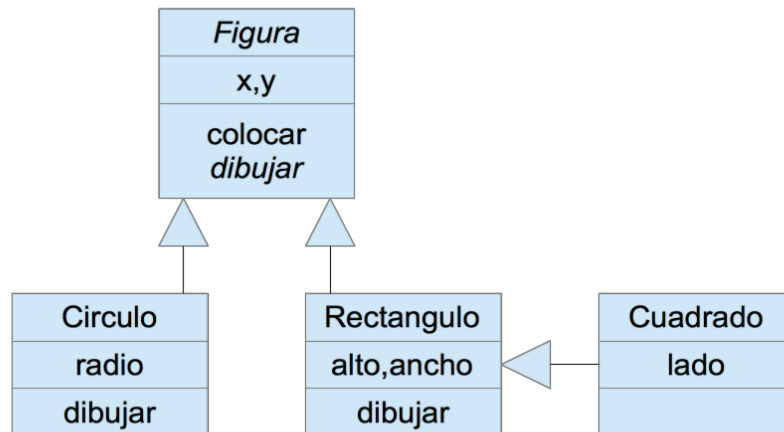 Figura
x,y
colocar
dibujar
Circulo
radio
dibujar
Rectangulo
alto,ancho
dibujar
Cuadrado
lado